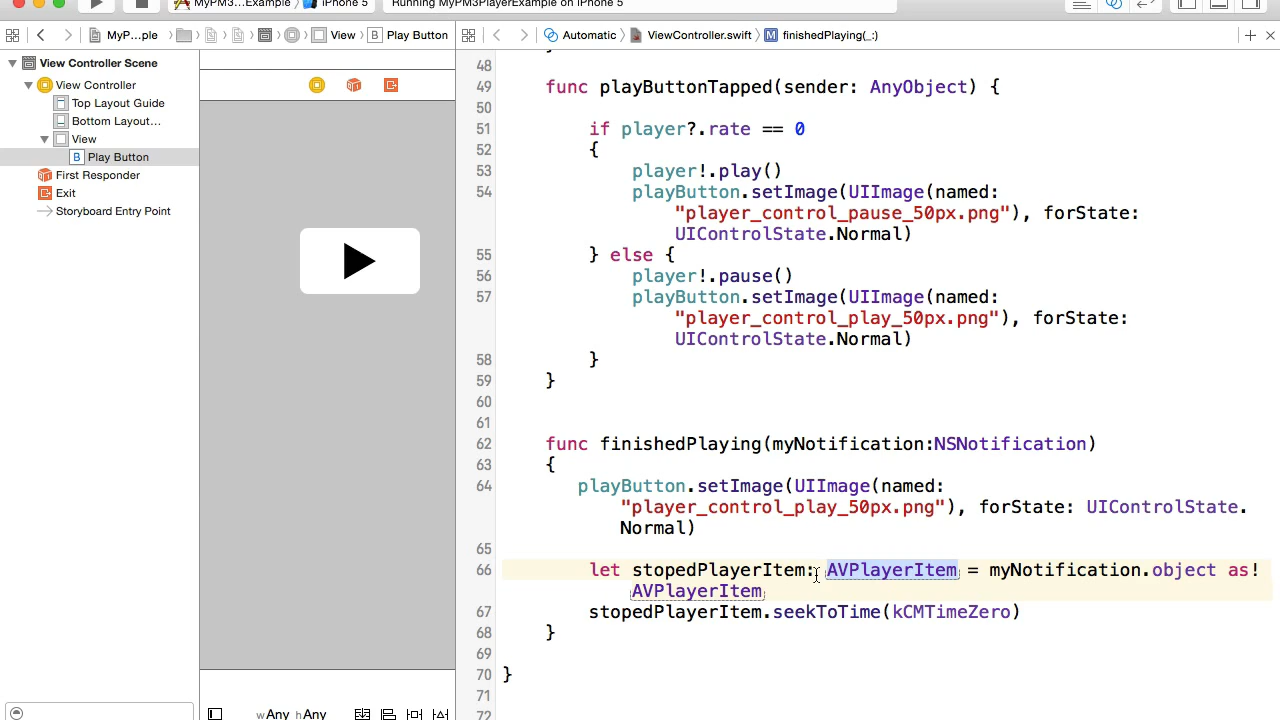 MyPM3...Example
iPhone 5
Running MyPM3PlayerExample on iPhone 5
MyP...ple
View
Play Button
Automatic
ViewController.swift
M
finishedPlaying(_:)
View Controller Scene
View Controller
Top Layout Guide
Bottom Layout...
View
B Play Button
First Responder
Exit
Storyboard Entry Point
wAny hAny
48
49 func playButtonTapped(sender: AnyObject) {
50
51 if player?.rate == 0
52 {
53 player!.play()
54 playButton.setImage(UIImage(named:
"player_control_pause_50px.png"), forState:
UIControlState.Normal)
55 } else {
56 player!.pause()
57 playButton.setImage(UIImage(named:
"player_control_play_50px.png"), forState:
UIControlState.Normal)
58 }
59 }
60
61
62 func finishedPlaying(myNotification:NSNotification)
63 {
64 playButton.setImage(UIImage(named:
"player_control_play_50px.png"), forState: UIControlState.
Normal)
65
66 let stopedPlayerItem: AVPlayerItem = myNotification.object as!
AVPlayerItem
67 stopedPlayerItem.seekToTime(kCMTimeZero)
68 }
69
70 }
71
72